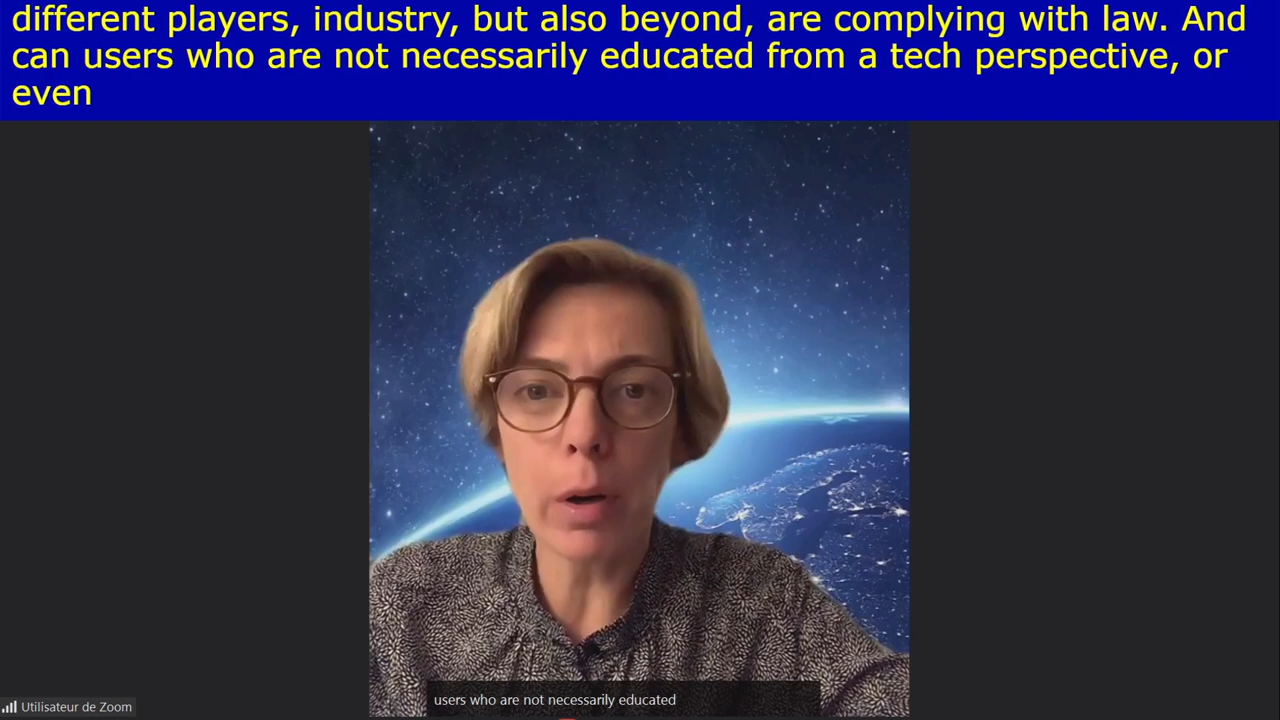 different players, industry, but also beyond, are complying with law. And
can users who are not necessarily educated from a tech perspective, or
even
users who are not necessarily educated
Utilisateur de Zoom